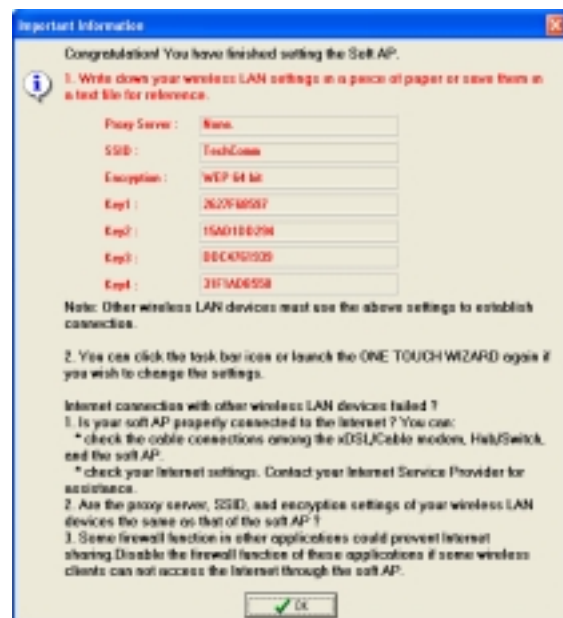 Important Information
Congratulation! You have finished setting the Soft AP.
1. Write down your wireless LAN settings in a piece of paper or save them in
a text file for reference.
Proxy Server : None.
SSID : TechComm
Encryption : WEP 64 bit
Key1 :
Key2 :
Key3 :
Key4 :
Note: Other wireless LAN devices must use the above settings to establish
connection.
2. You can click the task bar icon or launch the ONE TOUCH WIZARD again if
you wish to change the settings.
Internet connection with other wireless LAN devices failed ?
1. Is your soft AP properly connected to the Internet ? You can:
* check the cable connections among the xDSL/Cable modem, Hub/Switch,
and the soft AP.
* check your Internet settings. Contact your Internet Service Provider for
assistance.
2. Are the proxy server, SSID, and encryption settings of your wireless LAN
devices the same as that of the soft AP ?
3. Some firewall function in other applications could prevent Internet
sharing.Disable the firewall function of these applications if some wireless
clients can not access the Internet through the soft AP.
OK